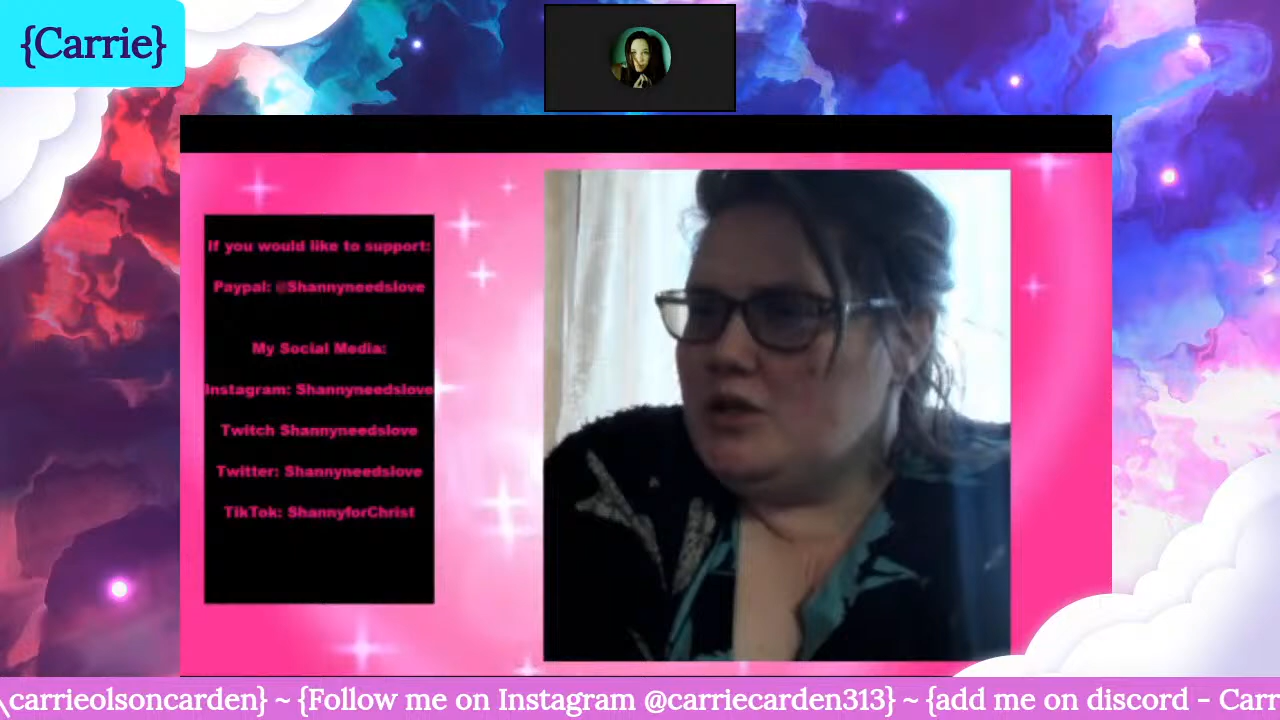 {Carrie}
If you would like to support:
Paypal: @Shannyneedslove
My Social Media:
Instagram: Shannyneedslove
Twitch Shannyneedslove
Twitter: Shannyneedslove
TikTok: ShannyforChrist
\carrieolsoncarden} ~ {Follow me on Instagram @carriecarden313} ~ {add me on discord - Carr